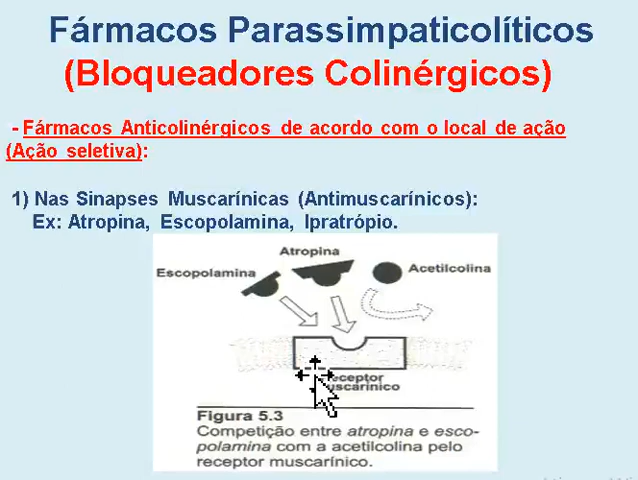 Fármacos Parassimpaticolíticos
(Bloqueadores Colinérgicos)
- Fármacos Anticolinérgicos de acordo com o local de ação
(Ação seletiva):
1) Nas Sinapses Muscarínicas (Antimuscarínicos):
Ex: Atropina, Escopolamina, Ipratrópio.
Atropina
Escopolamina
Acetilcolina
receptor
muscarínico
Figura 5.3
Competição entre atropina e esco-
polamina com a acetilcolina pelo
receptor muscarínico.